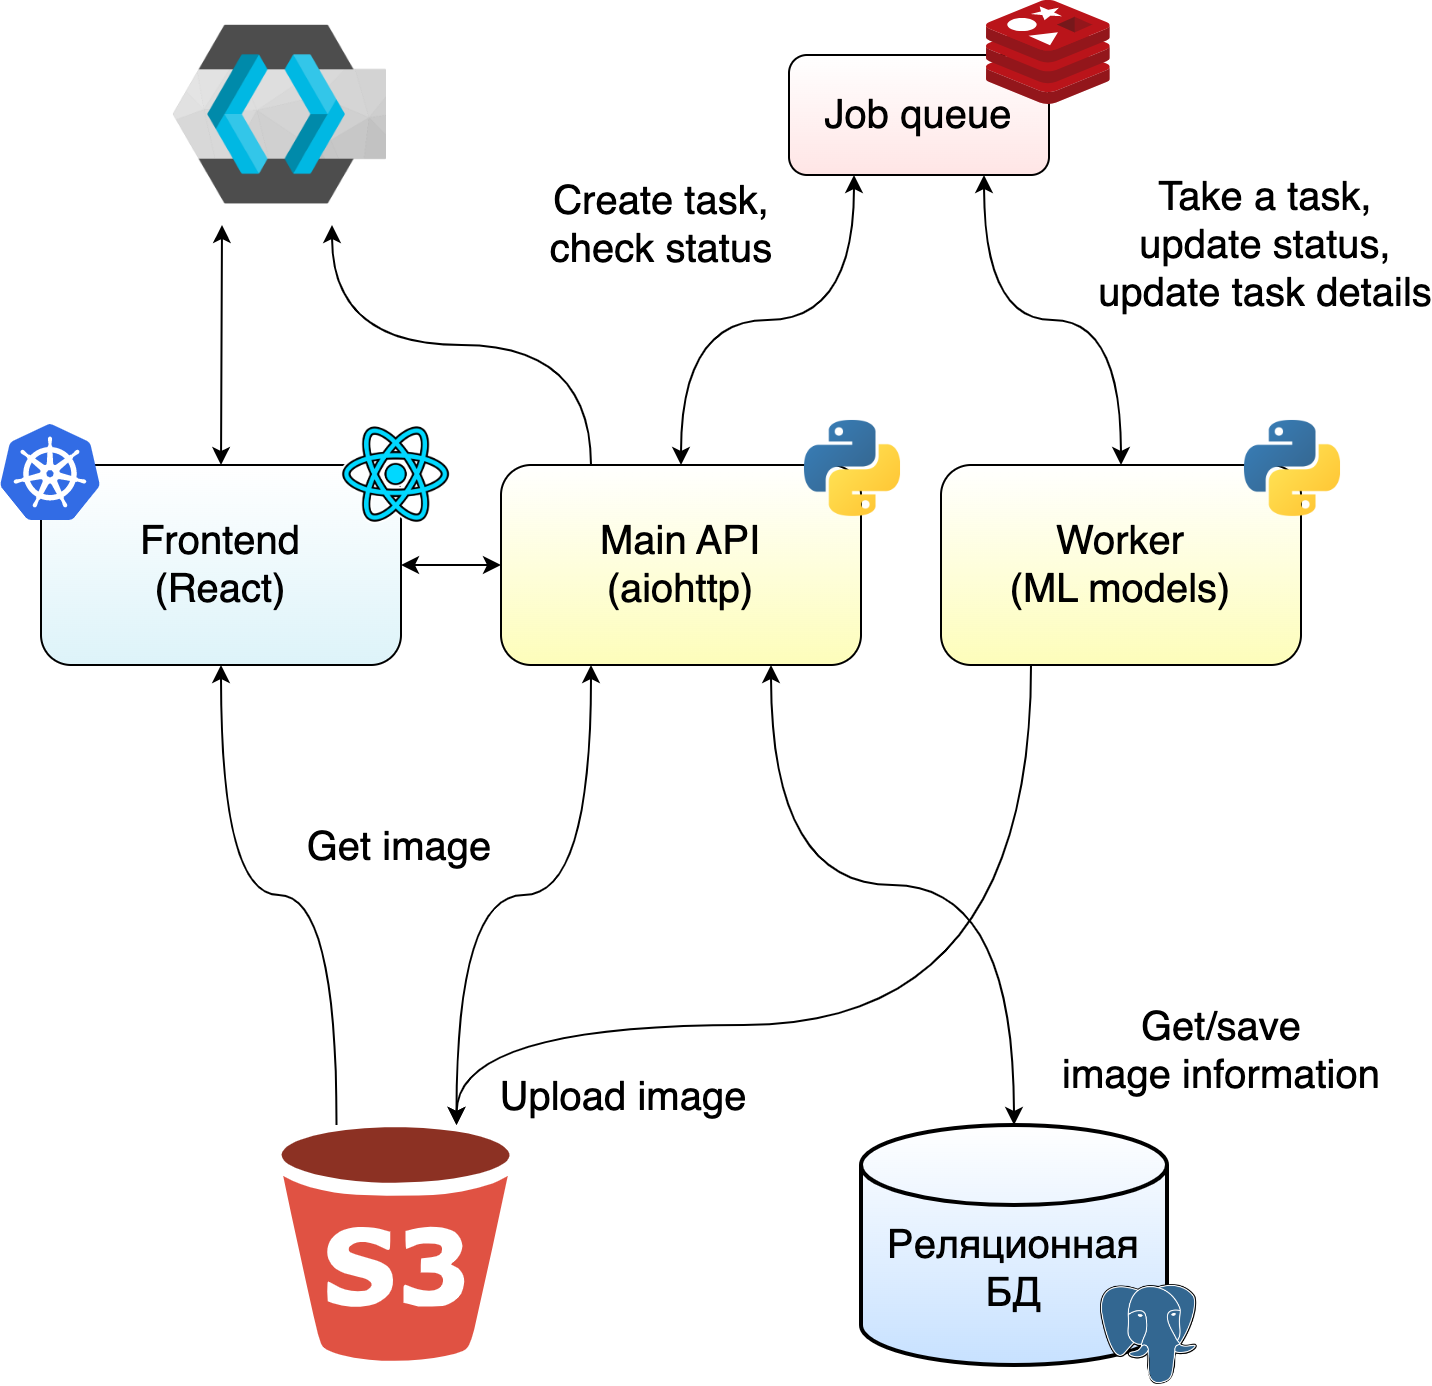 Job queue
Create task,
check status
Take a task,
update status,
update task details
Frontend
(React)
Main API
(aiohttp)
Worker
(ML models)
Get image
Upload image
Get/save
image information
S3
Реляционная
БД